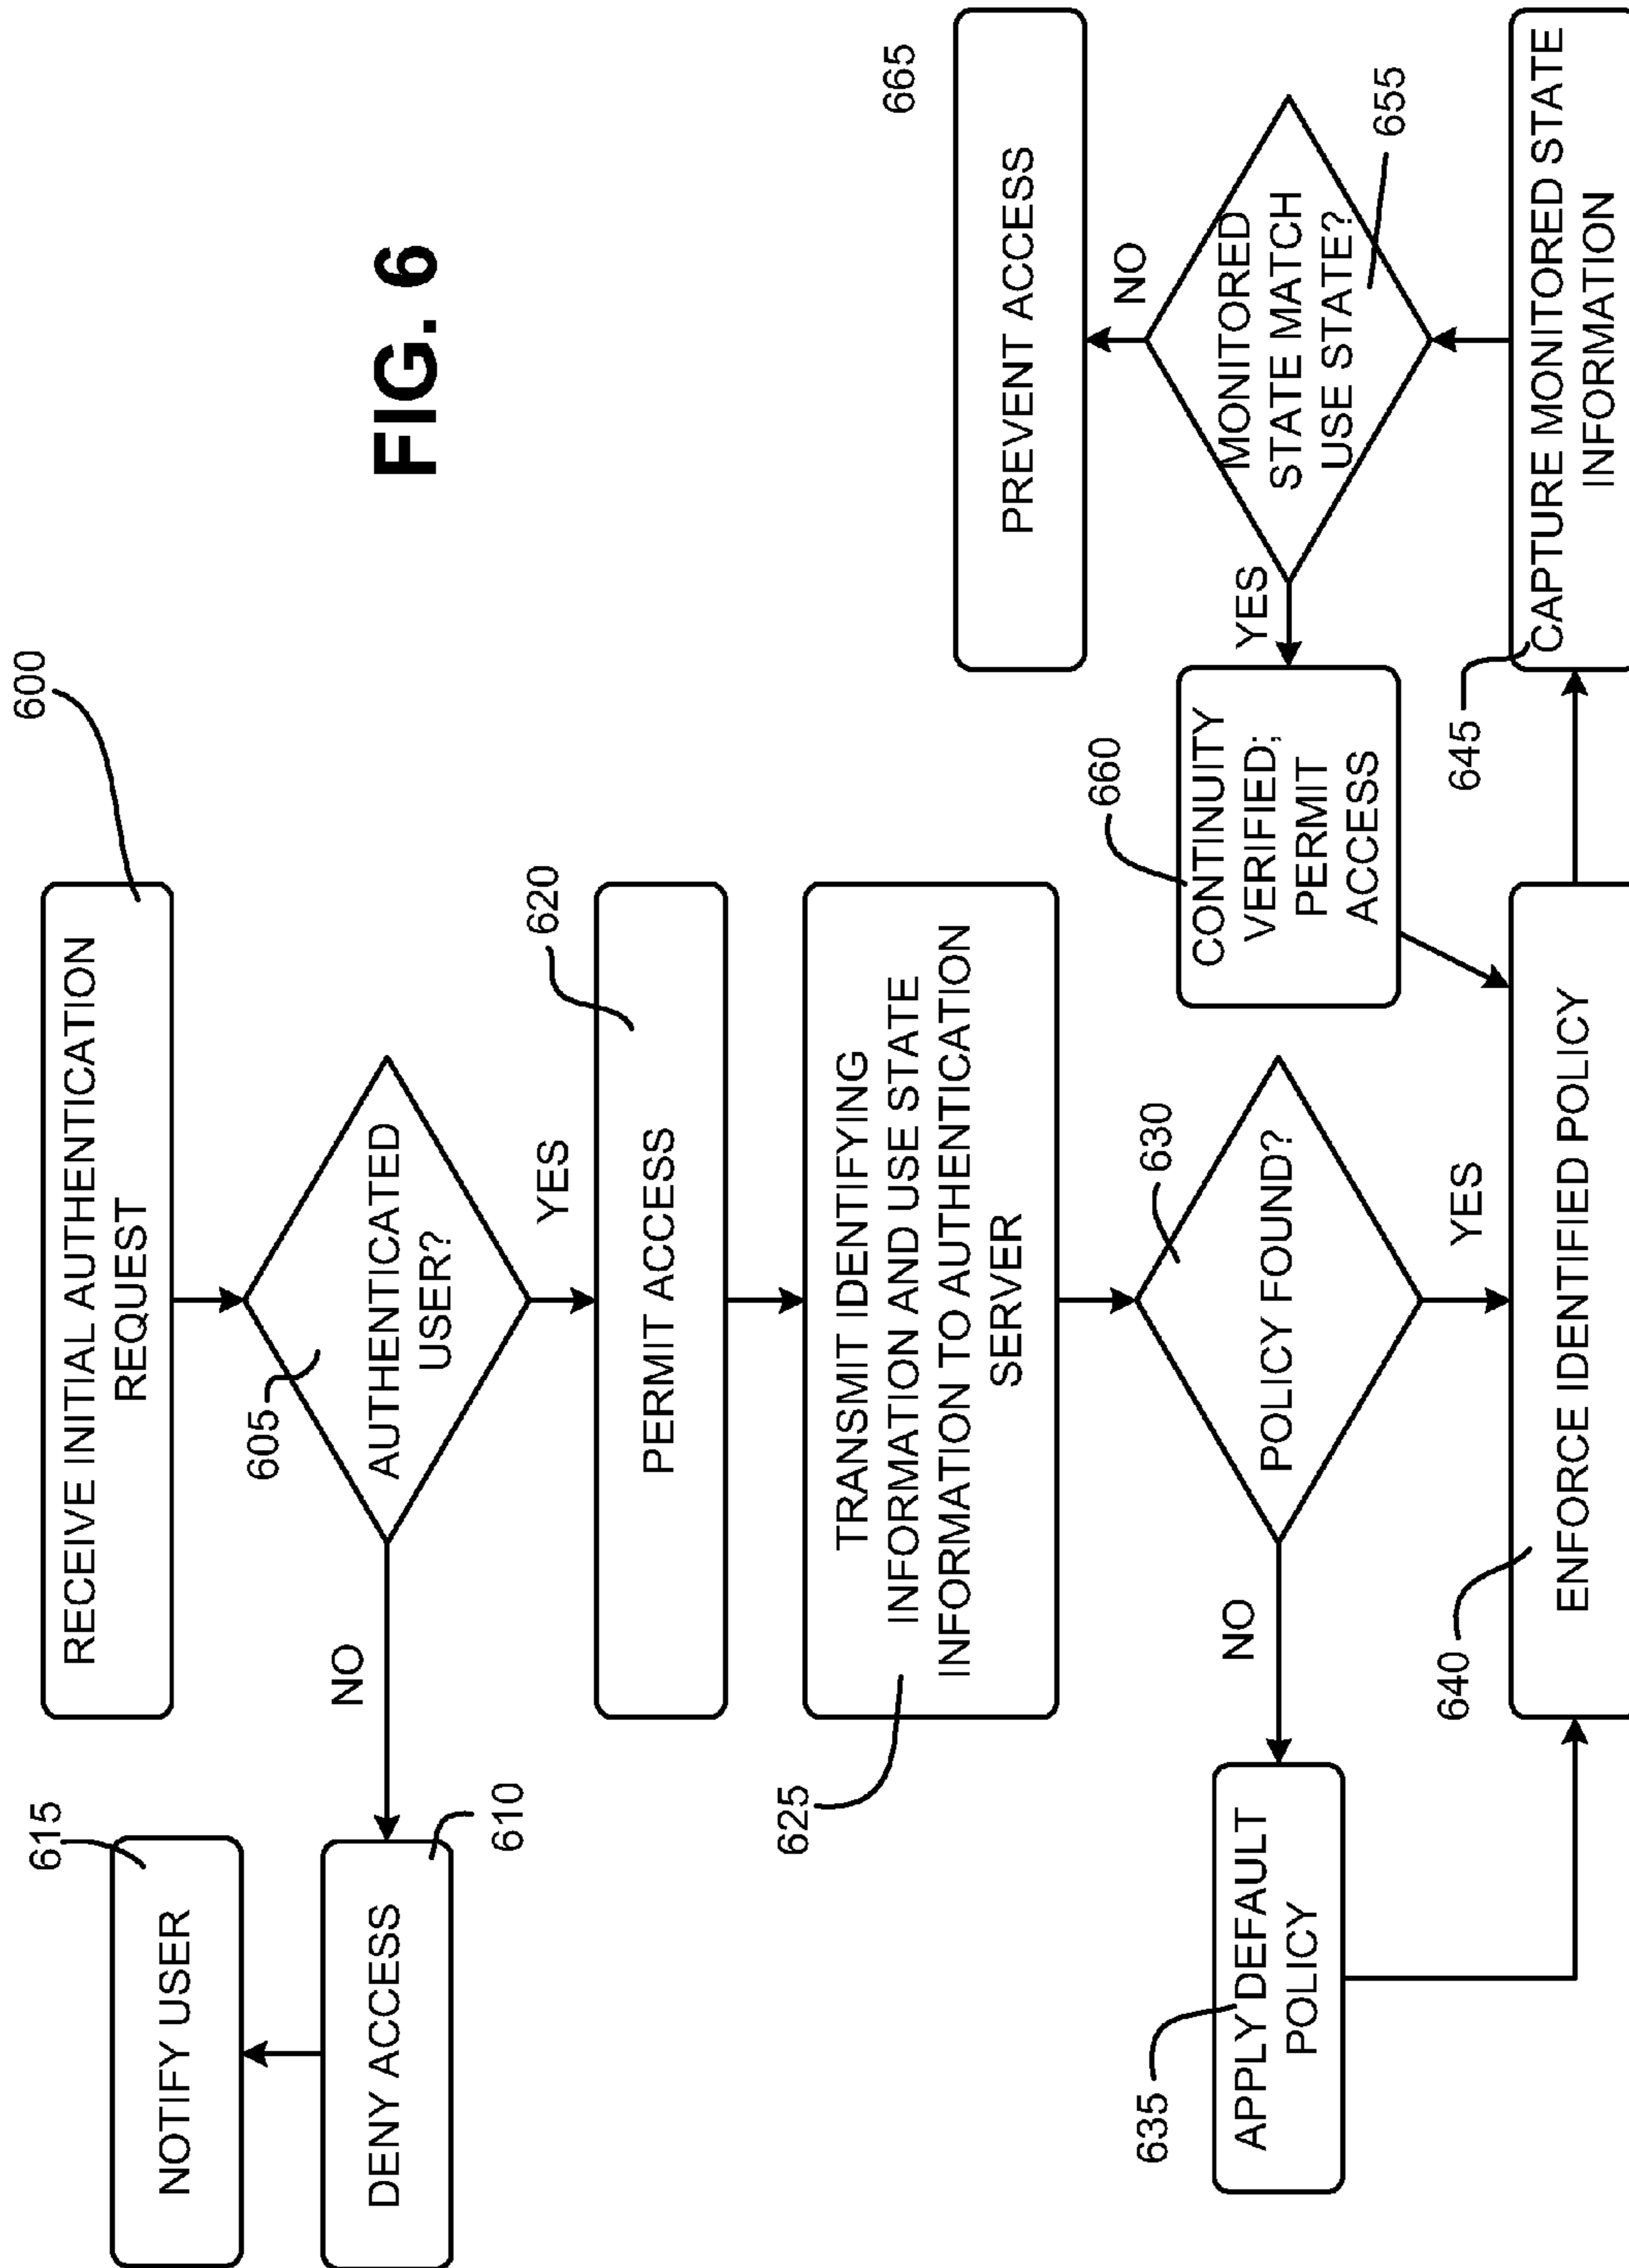 FIG. 6
600
RECEIVE INITIAL AUTHENTICATION
REQUEST
605
AUTHENTICATED
USER?
NO
YES
615
NOTIFY USER
DENY ACCESS
610
620
PERMIT ACCESS
625
TRANSMIT IDENTIFYING
INFORMATION AND USE STATE
INFORMATION TO AUTHENTICATION
SERVER
630
POLICY FOUND?
NO
YES
635
APPLY DEFAULT
POLICY
640
ENFORCE IDENTIFIED POLICY
645
CAPTURE MONITORED STATE
INFORMATION
655
MONITORED
STATE MATCH
USE STATE?
YES
NO
660
CONTINUITY
VERIFIED;
PERMIT
ACCESS
665
PREVENT ACCESS